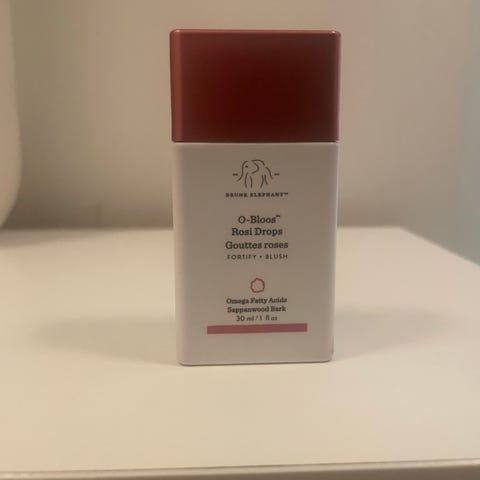 DRUNK ELEPHANT™
O-Bloos™
Rosi Drops
Gouttes roses
FORTIFY • BLUSH
Omega Fatty Acids
Sappanwood Bark
30 ml / 1 fl oz